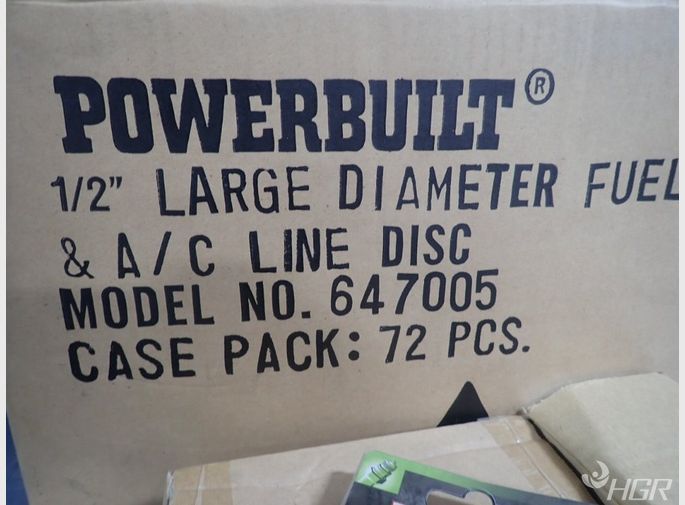 POWERBUILT®
1/2" LARGE DIAMETER FUEL
& A/C LINE DISC
MODEL NO. 647005
CASE PACK: 72 PCS.
HGR